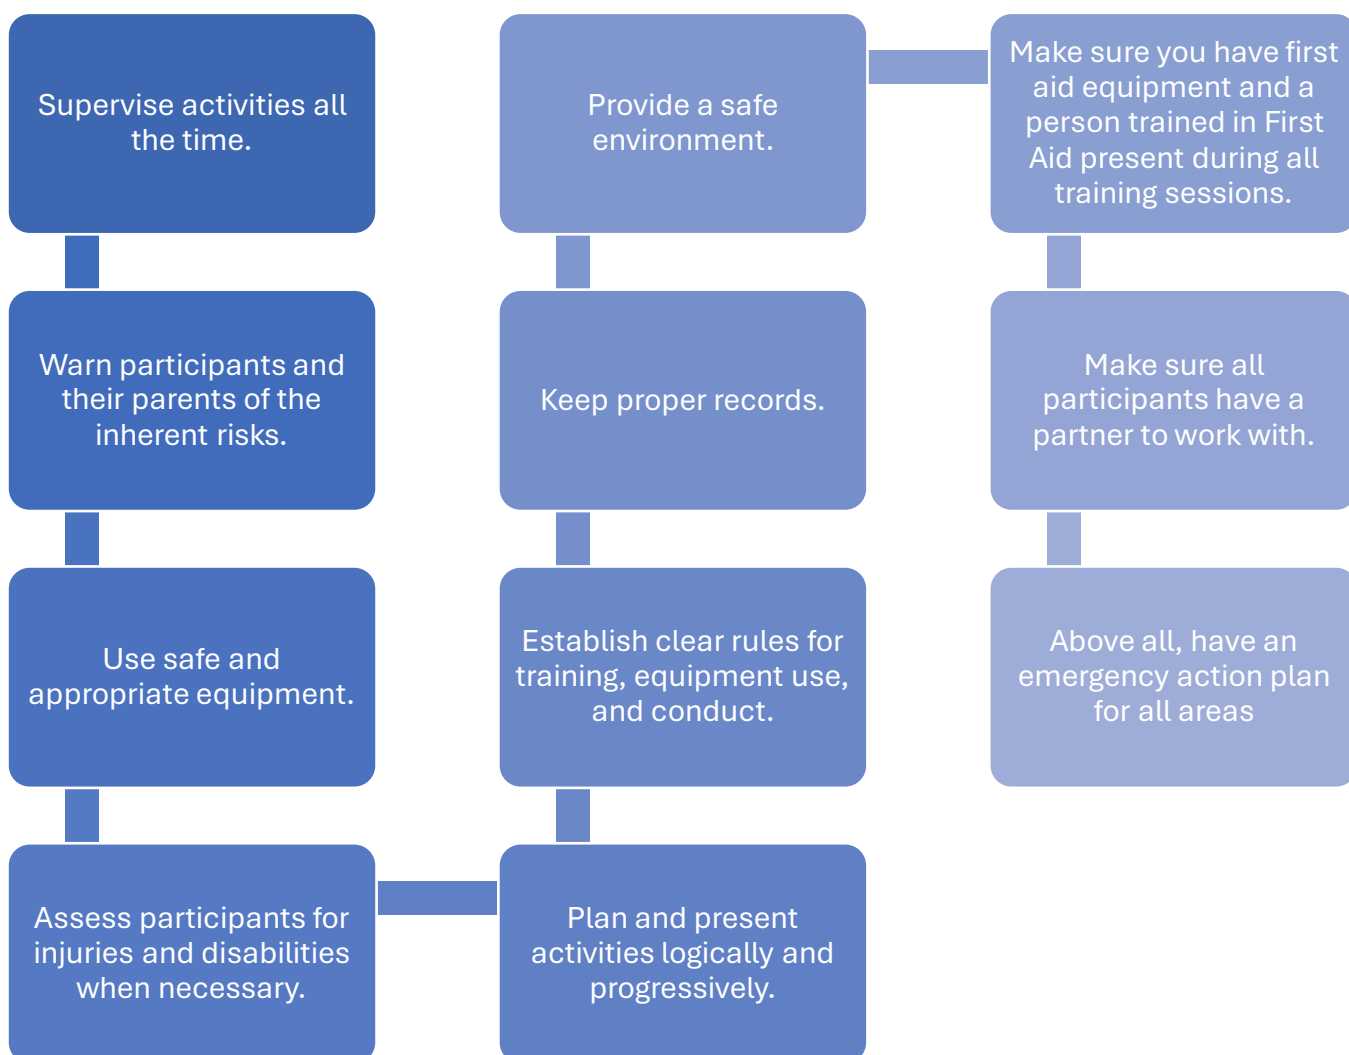 Supervise activities all
the time.
Warn participants and
their parents of the
inherent risks.
Use safe and
appropriate equipment.
Assess participants for
injuries and disabilities
when necessary.
Plan and present
activities logically and
progressively.
Establish clear rules for
training, equipment use,
and conduct.
Keep proper records.
Provide a safe
environment.
Make sure you have first
aid equipment and a
person trained in First
Aid present during all
training sessions.
Make sure all
participants have a
partner to work with.
Above all, have an
emergency action plan
for all areas